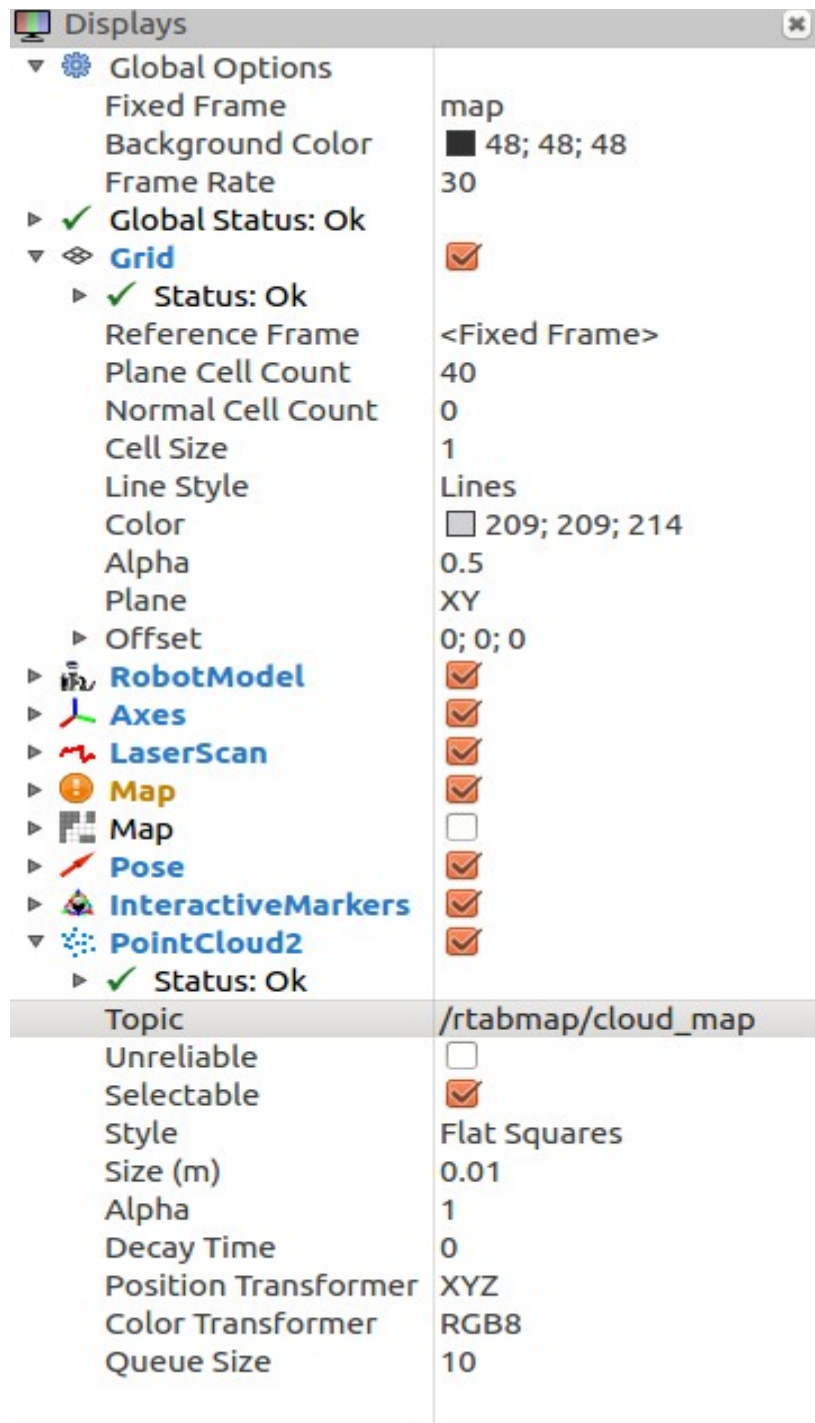 Displays
Global Options
Fixed Frame map
Background Color 48; 48; 48
Frame Rate 30
Global Status: Ok
Grid
Status: Ok
Reference Frame <Fixed Frame>
Plane Cell Count 40
Normal Cell Count 0
Cell Size 1
Line Style Lines
Color 209; 209; 214
Alpha 0.5
Plane XY
Offset 0; 0; 0
RobotModel
Axes
LaserScan
Map
Map
Pose
InteractiveMarkers
PointCloud2
Status: Ok
Topic /rtabmap/cloud_map
Unreliable
Selectable
Style Flat Squares
Size (m) 0.01
Alpha 1
Decay Time 0
Position Transformer XYZ
Color Transformer RGB8
Queue Size 10